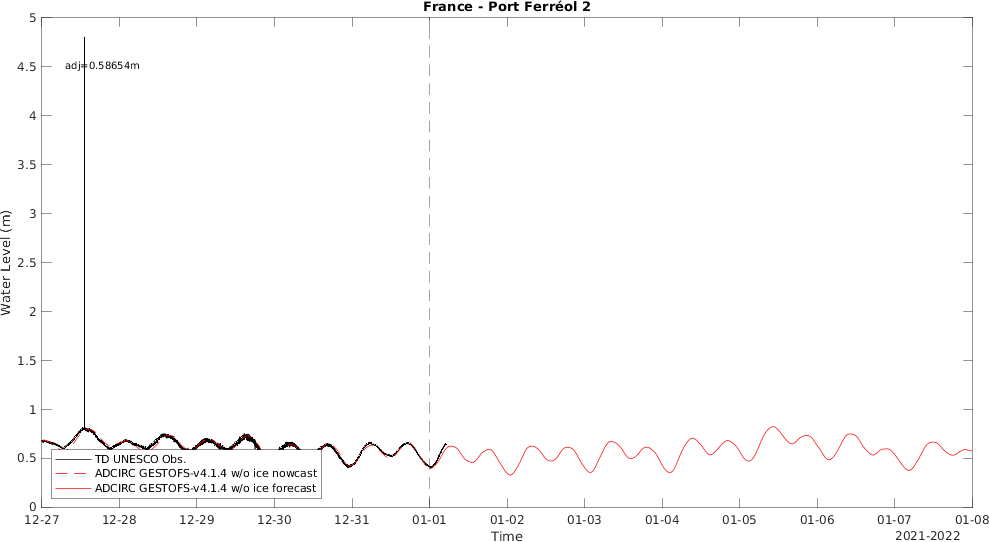 France - Port Ferréol 2
5
4.5
4
3.5
3
2.5
2
1.5
1
0.5
0
Water Level (m)
adj=0.58654m
TD UNESCO Obs.
ADCIRC GESTOFS-v4.1.4 w/o ice nowcast
ADCIRC GESTOFS-v4.1.4 w/o ice forecast
12-27 12-28 12-29 12-30 12-31 01-01 01-02 01-03 01-04 01-05 01-06 01-07 01-08
Time
2021-2022